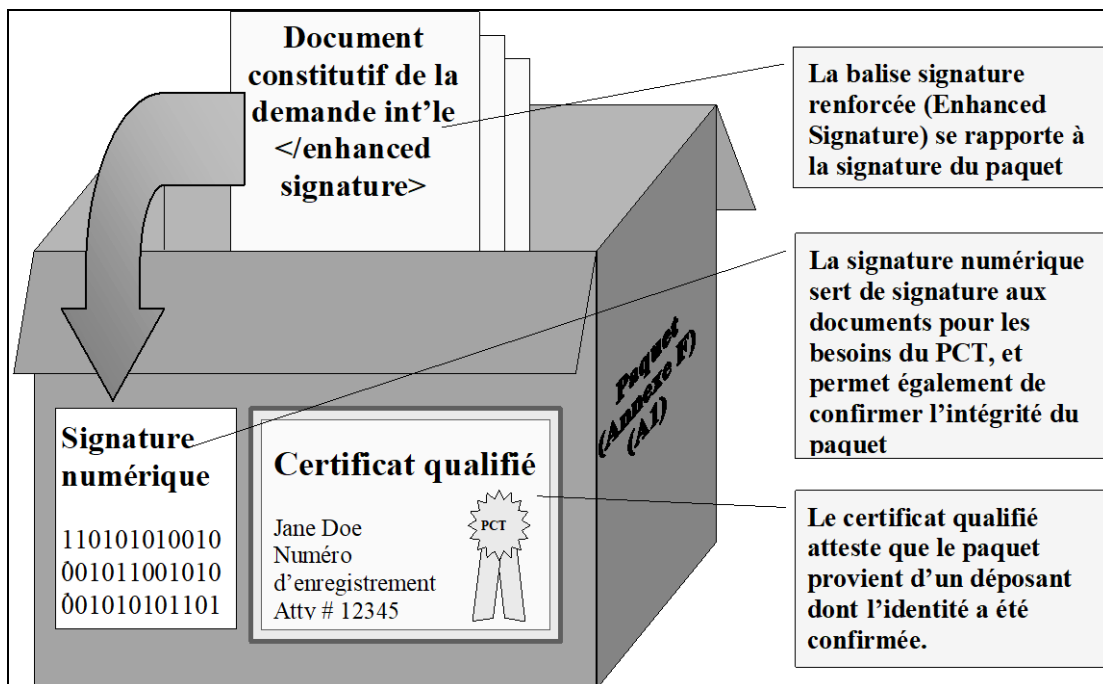 Document
constitutif de la
demande int'le
</enhanced
signature>
La balise signature
renforcée (Enhanced
Signature) se rapporte à
la signature du paquet
La signature numérique
sert de signature aux
documents pour les
besoins du PCT, et
permet également de
confirmer l'intégrité du
paquet
Paquet
(Annexe F)
(A1)
Signature
numérique
110101010010
001011001010
001010101101
Certificat qualifié
Jane Doe
Numéro
d'enregistrement
Atty # 12345
PCT
Le certificat qualifié
atteste que le paquet
provient d'un déposant
dont l'identité a été
confirmée.